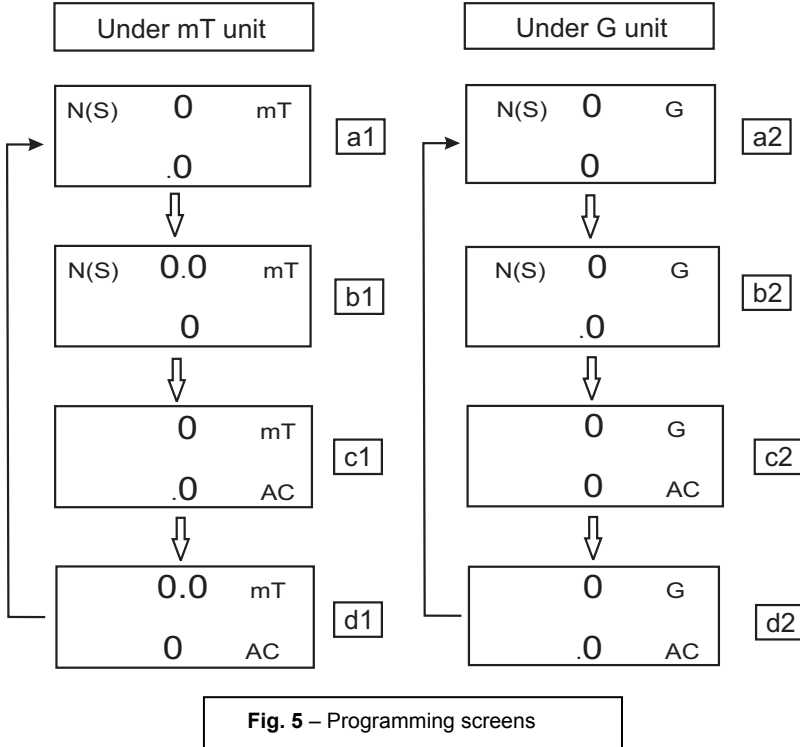 Under mT unit
Under G unit
N(S) 0 mT
.0
a1
N(S) 0 G
0
a2
N(S) 0.0 mT
0
b1
N(S) 0 G
.0
b2
0 mT
.0 AC
c1
0 G
0 AC
c2
0.0 mT
0 AC
d1
0 G
.0 AC
d2
Fig. 5 – Programming screens